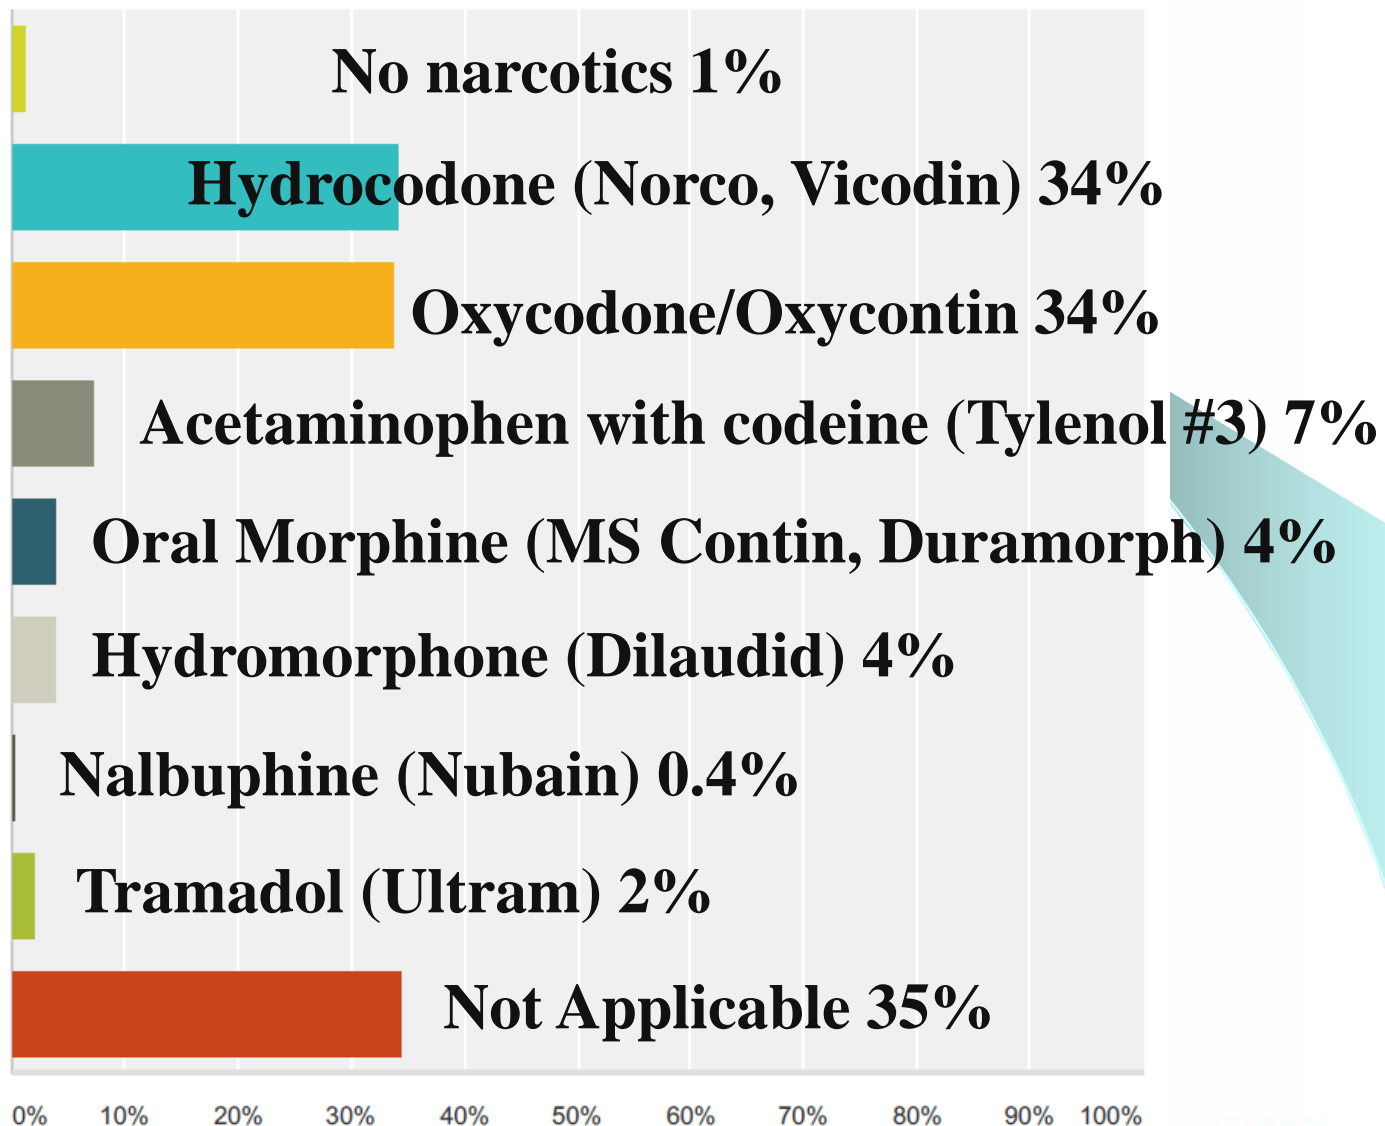 No narcotics 1%
Hydrocodone (Norco, Vicodin) 34%
Oxycodone/Oxycontin 34%
Acetaminophen with codeine (Tylenol #3) 7%
Oral Morphine (MS Contin, Duramorph) 4%
Hydromorphone (Dilaudid) 4%
Nalbuphine (Nubain) 0.4%
Tramadol (Ultram) 2%
Not Applicable 35%
0% 10% 20% 30% 40% 50% 60% 70% 80% 90% 100%